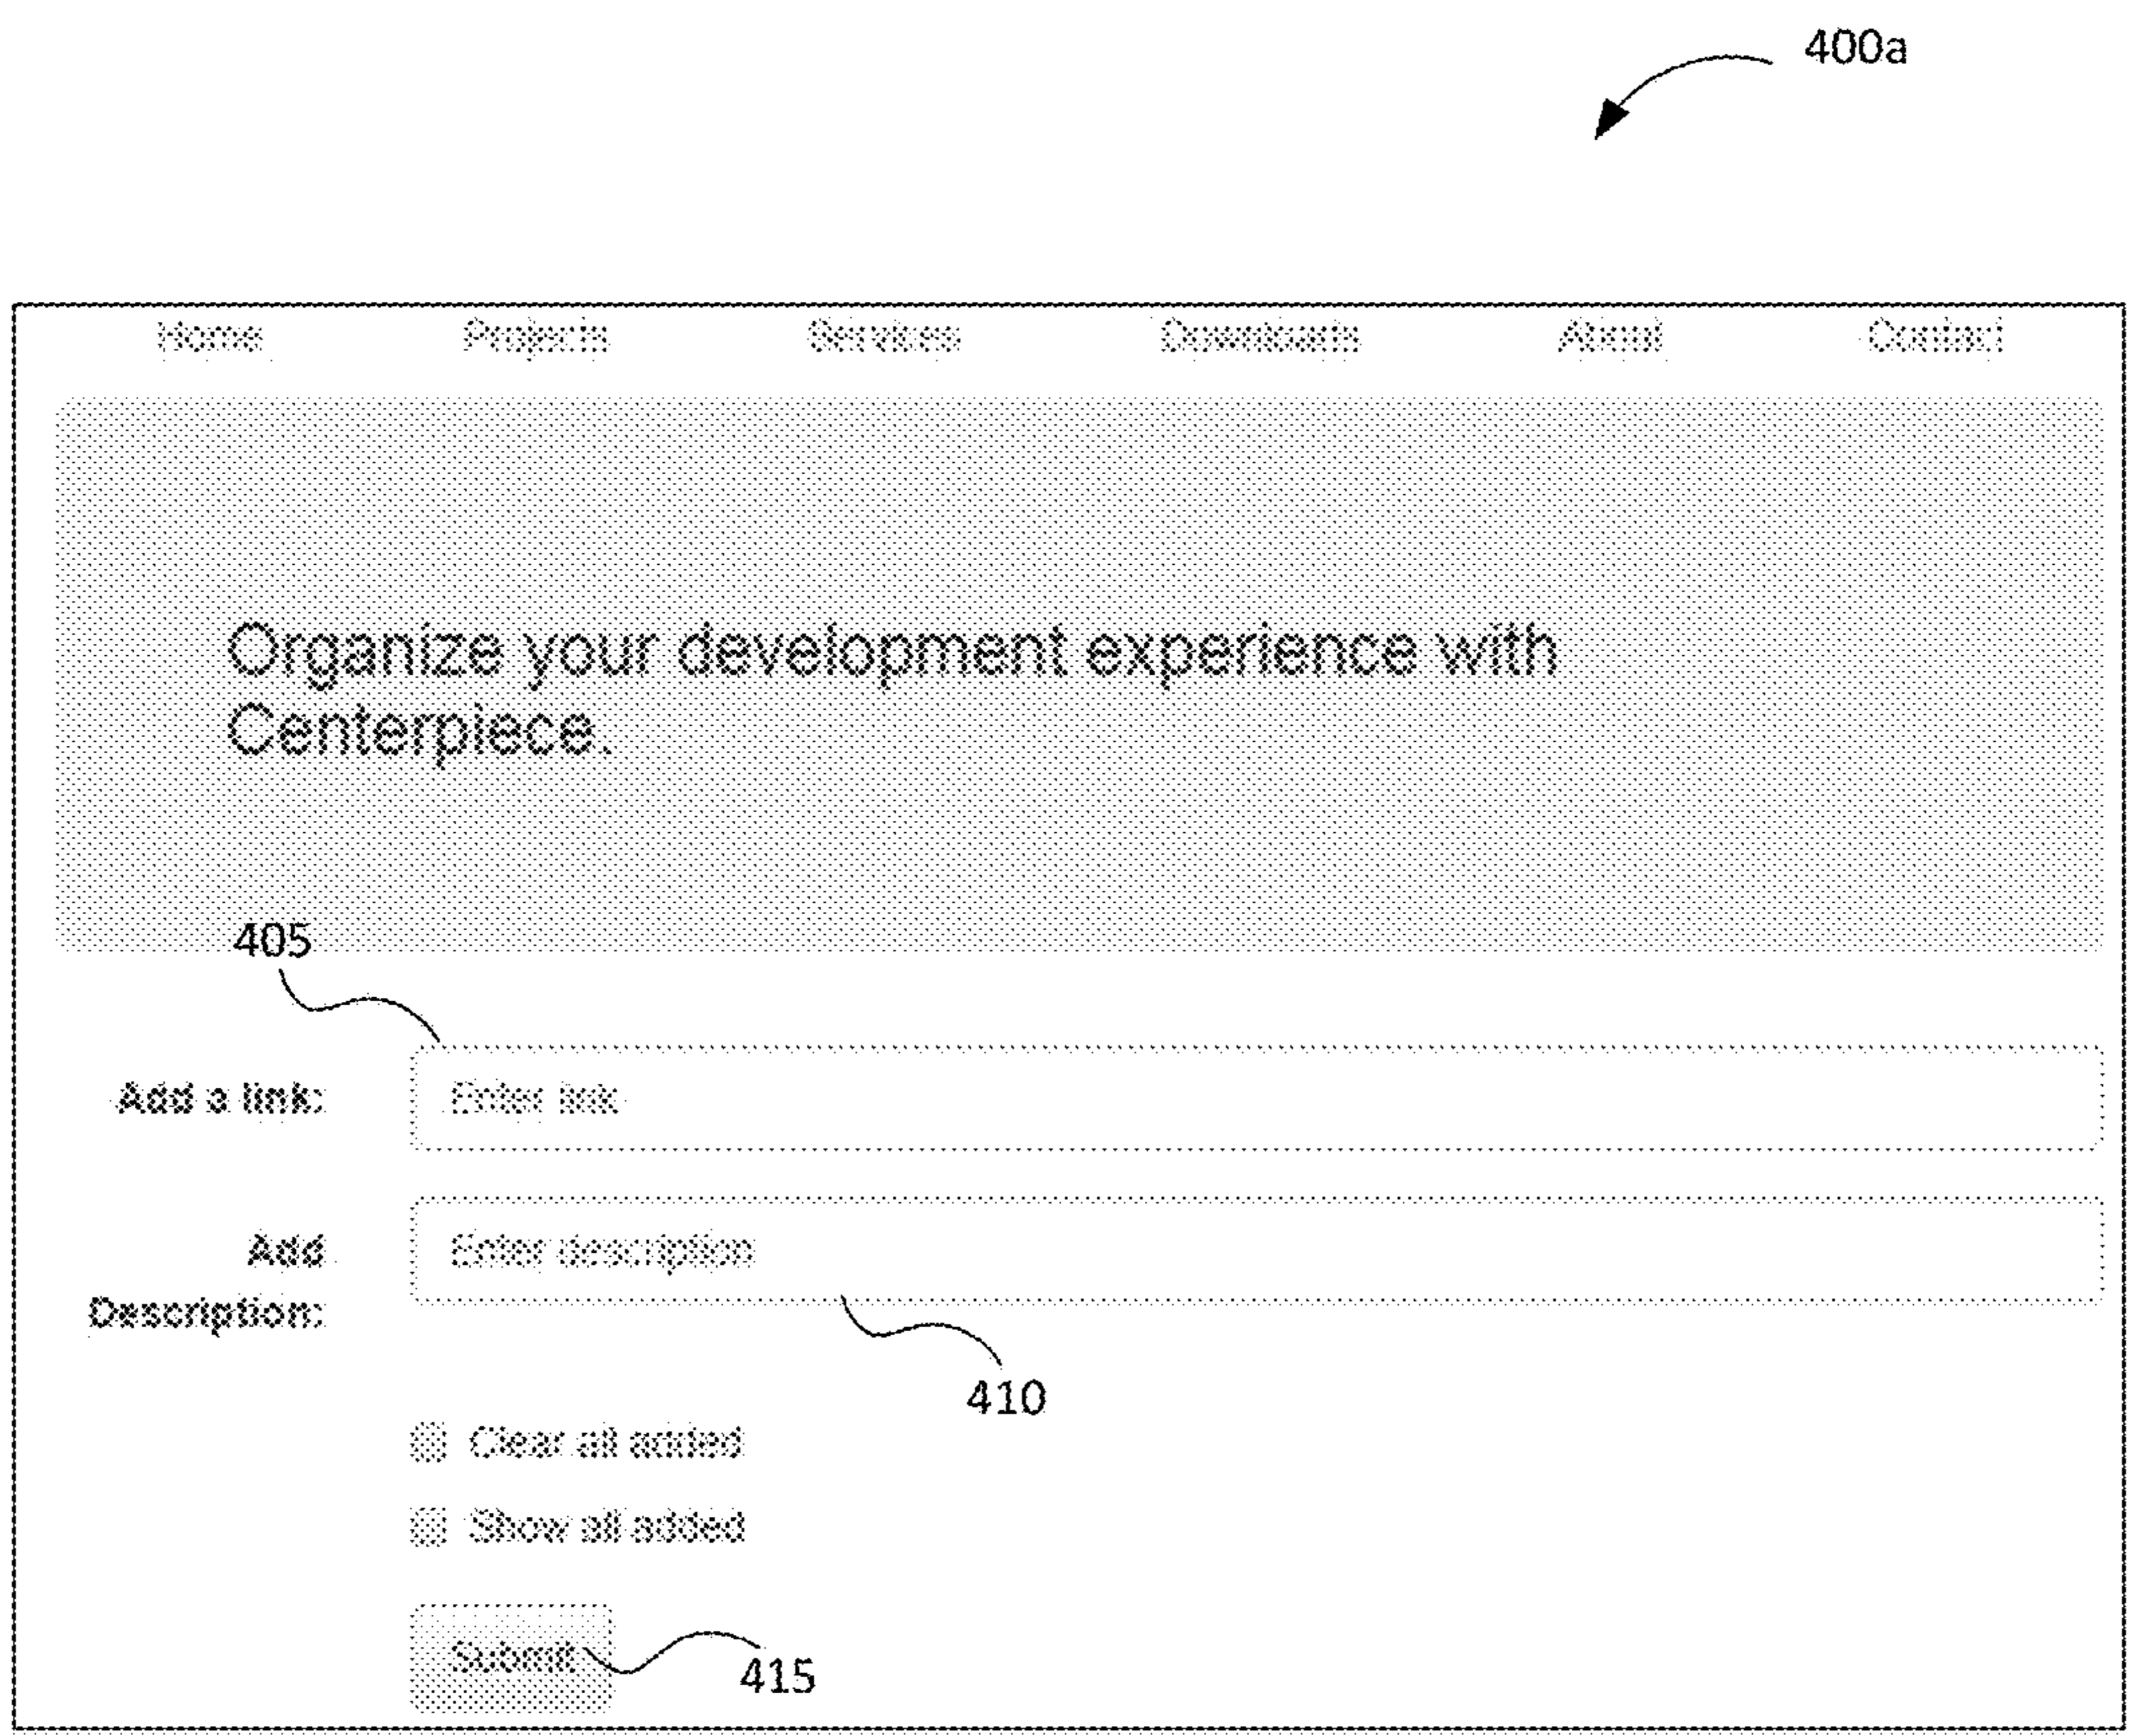 400a
Home Projects Services Downloads About Contact
Organize your development experience with
Centerpiece.
405
Add a link: Enter link
Add Enter description
Description:
410
Clear all added
Show all added
Submit 415